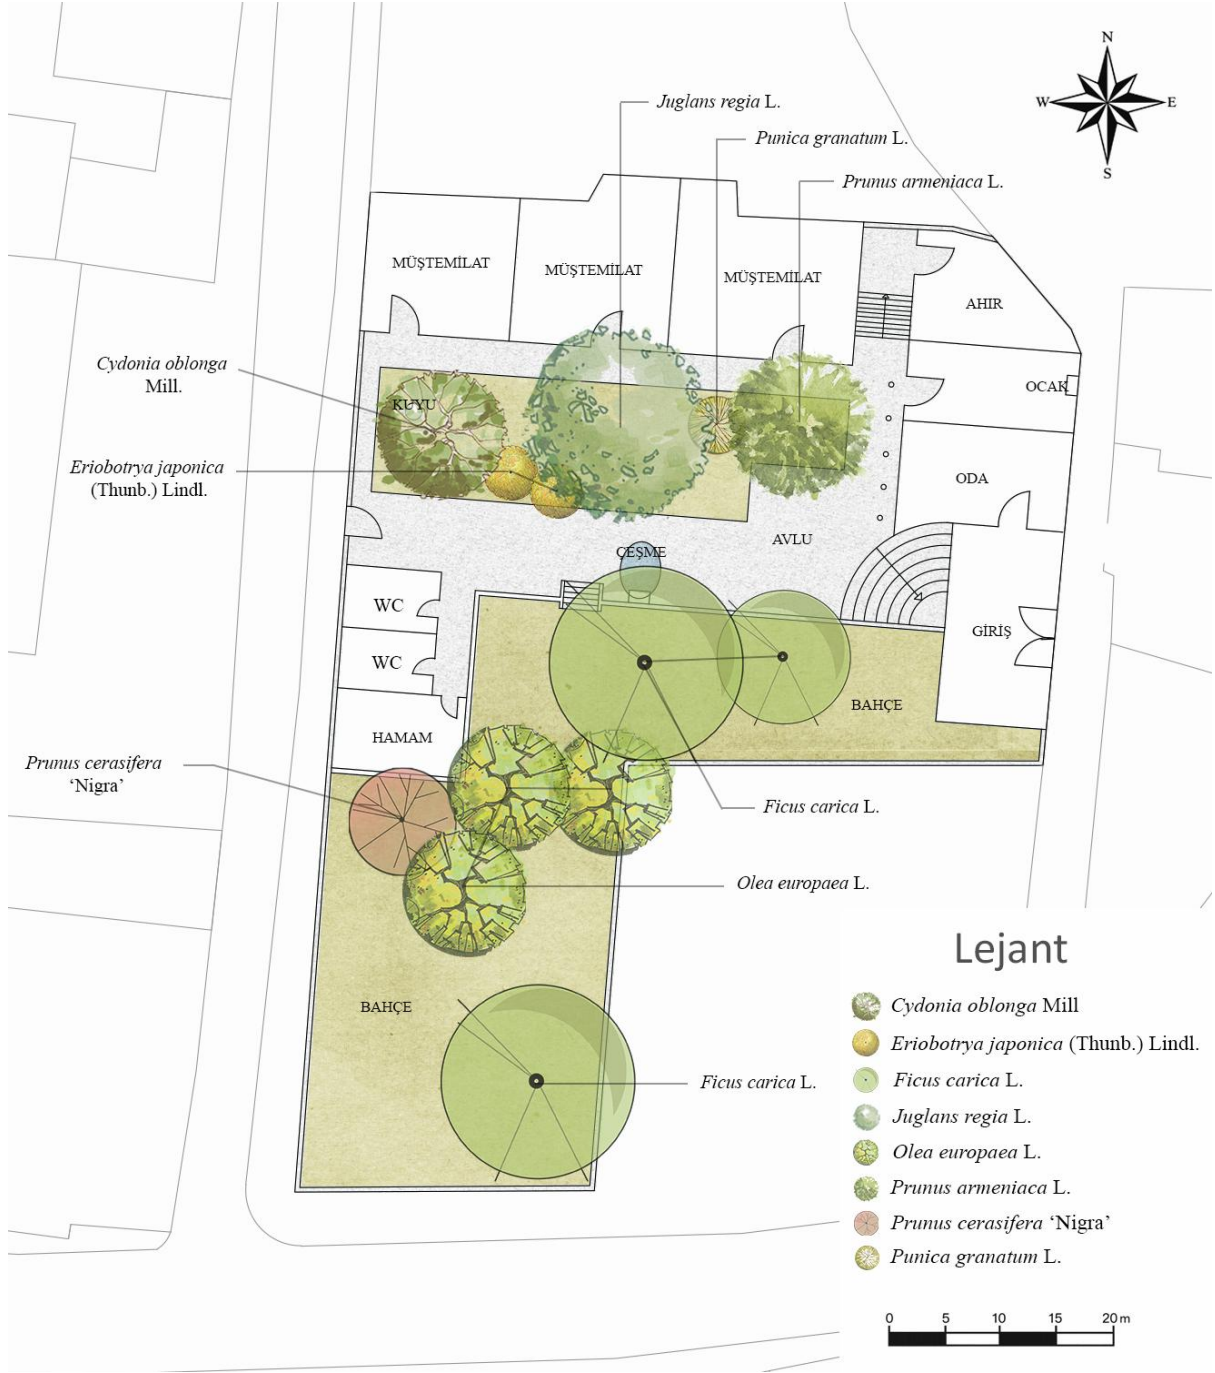 N
W
E
S
Juglans regia L.
Punica granatum L.
Prunus armeniaca L.
MÜŞTEMİLAT
MÜŞTEMİLAT
MÜŞTEMİLAT
AHIR
Cydonia oblonga
Mill.
OCAK
KUYU
Eriobotrya japonica
(Thunb.) Lindl.
ODA
AVLU
ÇEŞME
WC
GİRİŞ
WC
BAHÇE
HAMAM
Prunus cerasifera
‘Nigra’
Ficus carica L.
Olea europaea L.
BAHÇE
Ficus carica L.
Lejant
Cydonia oblonga Mill
Eriobotrya japonica (Thunb.) Lindl.
Ficus carica L.
Juglans regia L.
Olea europaea L.
Prunus armeniaca L.
Prunus cerasifera ‘Nigra’
Punica granatum L.
0 5 10 15 20 m